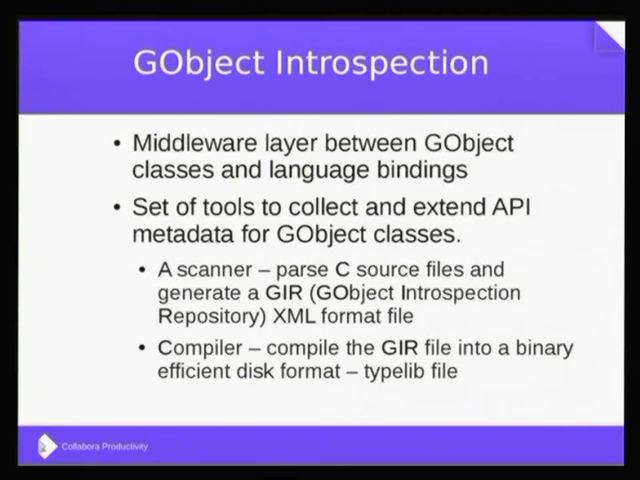 GObject Introspection
• Middleware layer between GObject
classes and language bindings
• Set of tools to collect and extend API
metadata for GObject classes.
• A scanner – parse C source files and
generate a GIR (GObject Introspection
Repository) XML format file
• Compiler – compile the GIR file into a binary
efficient disk format – typelib file
Collabora Productivity